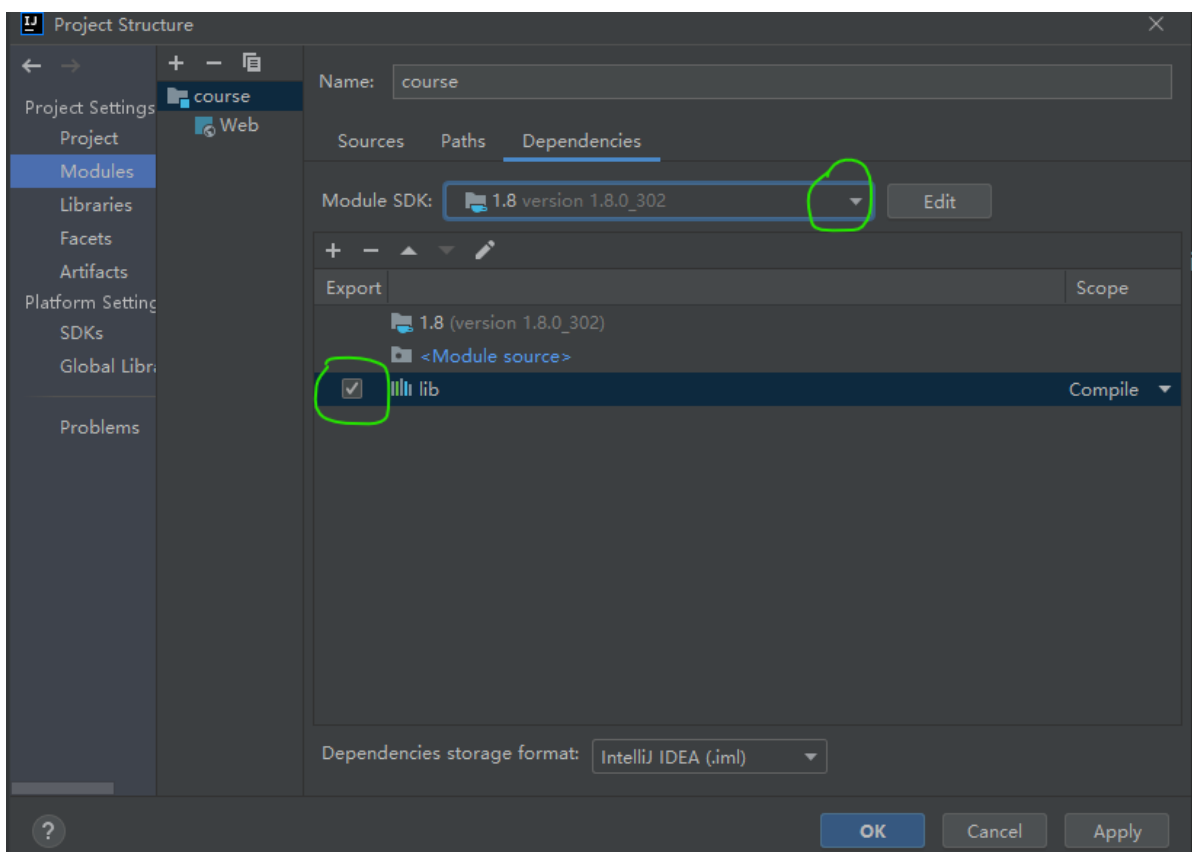 Project Structure
Name: course
course
Project Settings
Web
Project
Sources Paths Dependencies
Modules
Module SDK: 1.8 version 1.8.0_302 Edit
Libraries
Facets
Artifacts
Export Scope
Platform Setting
1.8 (version 1.8.0_302)
SDKs
<Module source>
Global Libra
lib Compile
Problems
Dependencies storage format: IntelliJ IDEA (.iml)
? OK Cancel Apply